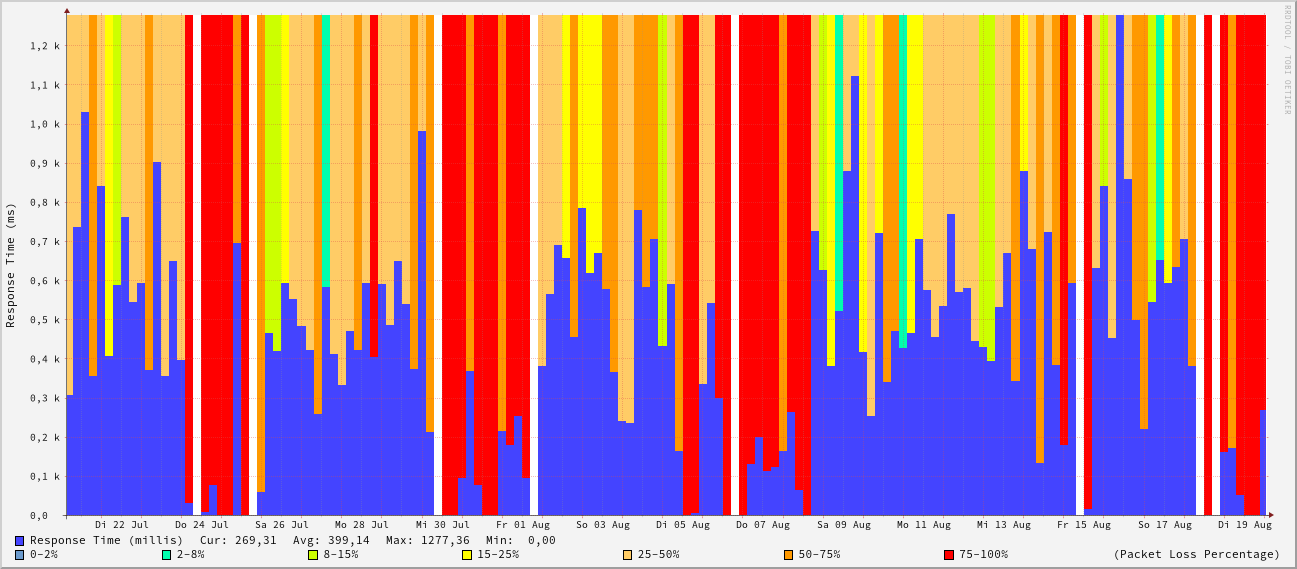 RRDTOOL / TOBI OETIKER
Response Time (ms)
1,2 k
1,1 k
1,0 k
0,9 k
0,8 k
0,7 k
0,6 k
0,5 k
0,4 k
0,3 k
0,2 k
0,1 k
0,0
Di 22 Jul Do 24 Jul Sa 26 Jul Mo 28 Jul Mi 30 Jul Fr 01 Aug So 03 Aug Di 05 Aug Do 07 Aug Sa 09 Aug Mo 11 Aug Mi 13 Aug Fr 15 Aug So 17 Aug Di 19 Aug
Response Time (millis) Cur: 269,31 Avg: 399,14 Max: 1277,36 Min: 0,00
0-2% 2-8% 8-15% 15-25% 25-50% 50-75% 75-100% (Packet Loss Percentage)